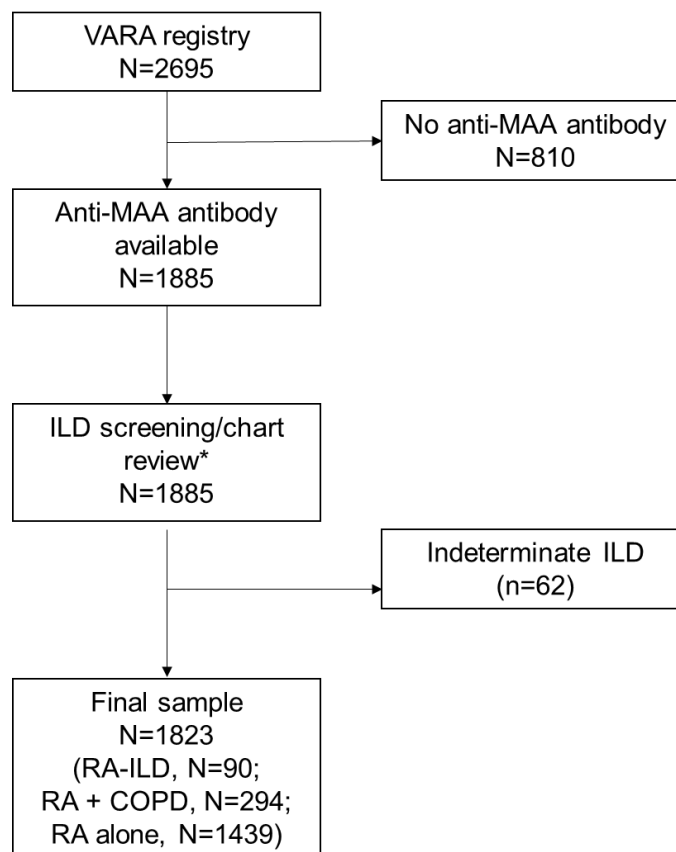 VARA registry
N=2695
No anti-MAA antibody
N=810
Anti-MAA antibody
available
N=1885
ILD screening/chart
review*
N=1885
Indeterminate ILD
(n=62)
Final sample
N=1823
(RA-ILD, N=90;
RA + COPD, N=294;
RA alone, N=1439)